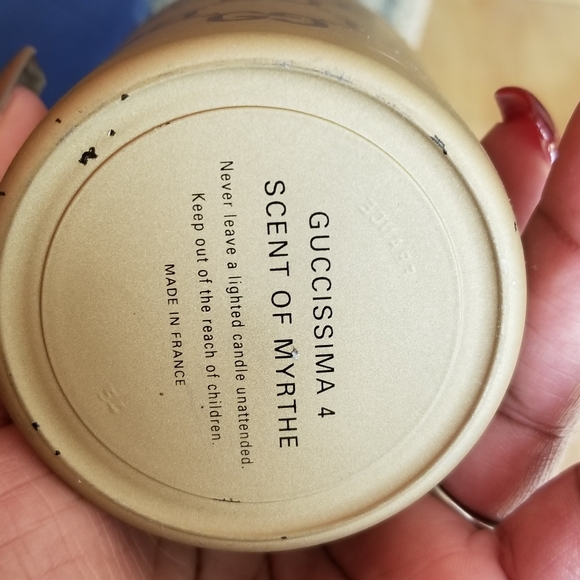 GUCCISSIMA 4
SCENT OF MYRTHE
Never leave a lighted candle unattended.
Keep out of the reach of children.
MADE IN FRANCE